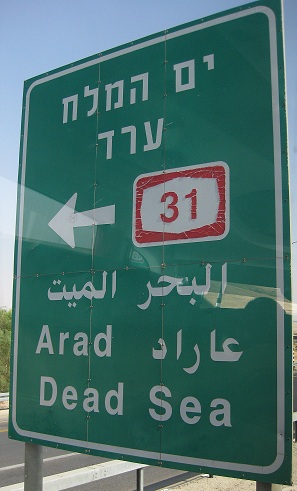 ים המלח
ערד
31
البحر الميت
Arad عاراد
Dead Sea